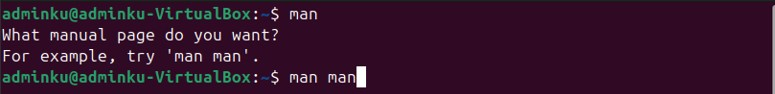 adminku@adminku-VirtualBox:~$ man
What manual page do you want?
For example, try 'man man'.
adminku@adminku-VirtualBox:~$ man man